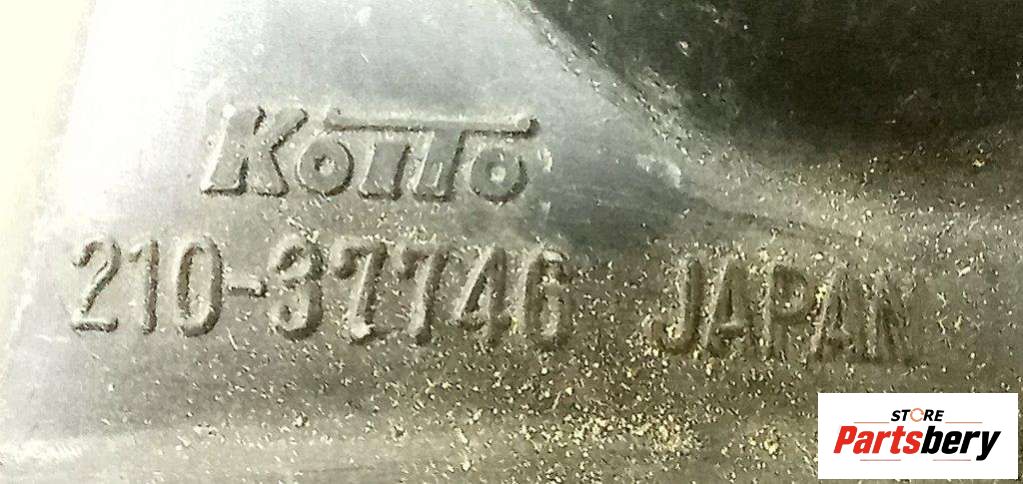 KOITO
210-37746 JAPAN
STORE
Partsbery